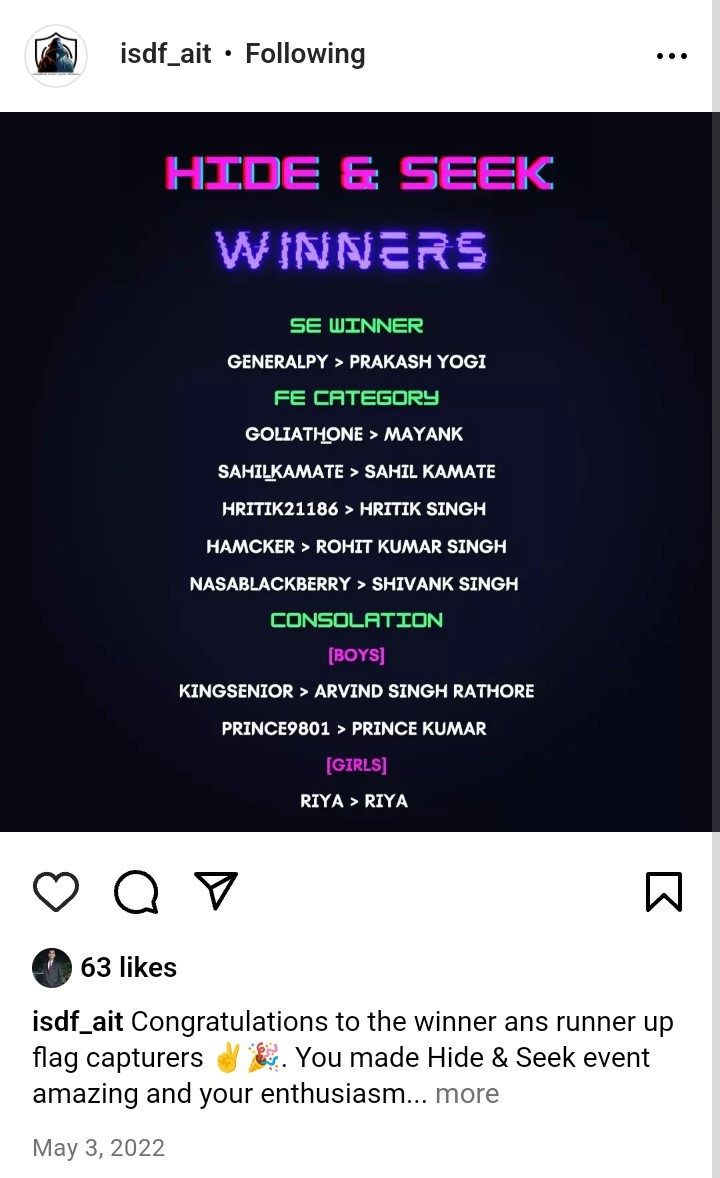 isdf_ait • Following
HIDE & SEEK
WINNERS
SE WINNER
GENERALPY > PRAKASH YOGI
FE CATEGORY
GOLIATH_ONE > MAYANK
SAHIL_KAMATE > SAHIL KAMATE
HRITIK21186 > HRITIK SINGH
HAMCKER > ROHIT KUMAR SINGH
NASABLACKBERRY > SHIVANK SINGH
CONSOLATION
[BOYS]
KINGSENIOR > ARVIND SINGH RATHORE
PRINCE9801 > PRINCE KUMAR
[GIRLS]
RIYA > RIYA
63 likes
isdf_ait Congratulations to the winner ans runner up
flag capturers ✌️🎉. You made Hide & Seek event
amazing and your enthusiasm... more
May 3, 2022